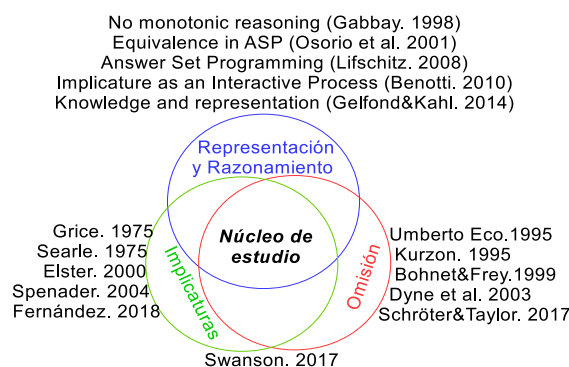 No monotonic reasoning (Gabbay. 1998)
Equivalence in ASP (Osorio et al. 2001)
Answer Set Programming (Lifschitz. 2008)
Implicature as an Interactive Process (Benotti. 2010)
Knowledge and representation (Gelfond&Kahl. 2014)
Representación
y Razonamiento
Núcleo de
estudio
Grice. 1975
Searle. 1975
Elster. 2000
Spenader. 2004
Fernández. 2018
Implicaturas
Omisión
Umberto Eco.1995
Kurzon. 1995
Bohnet&Frey.1999
Dyne et al. 2003
Schröter&Taylor. 2017
Swanson. 2017